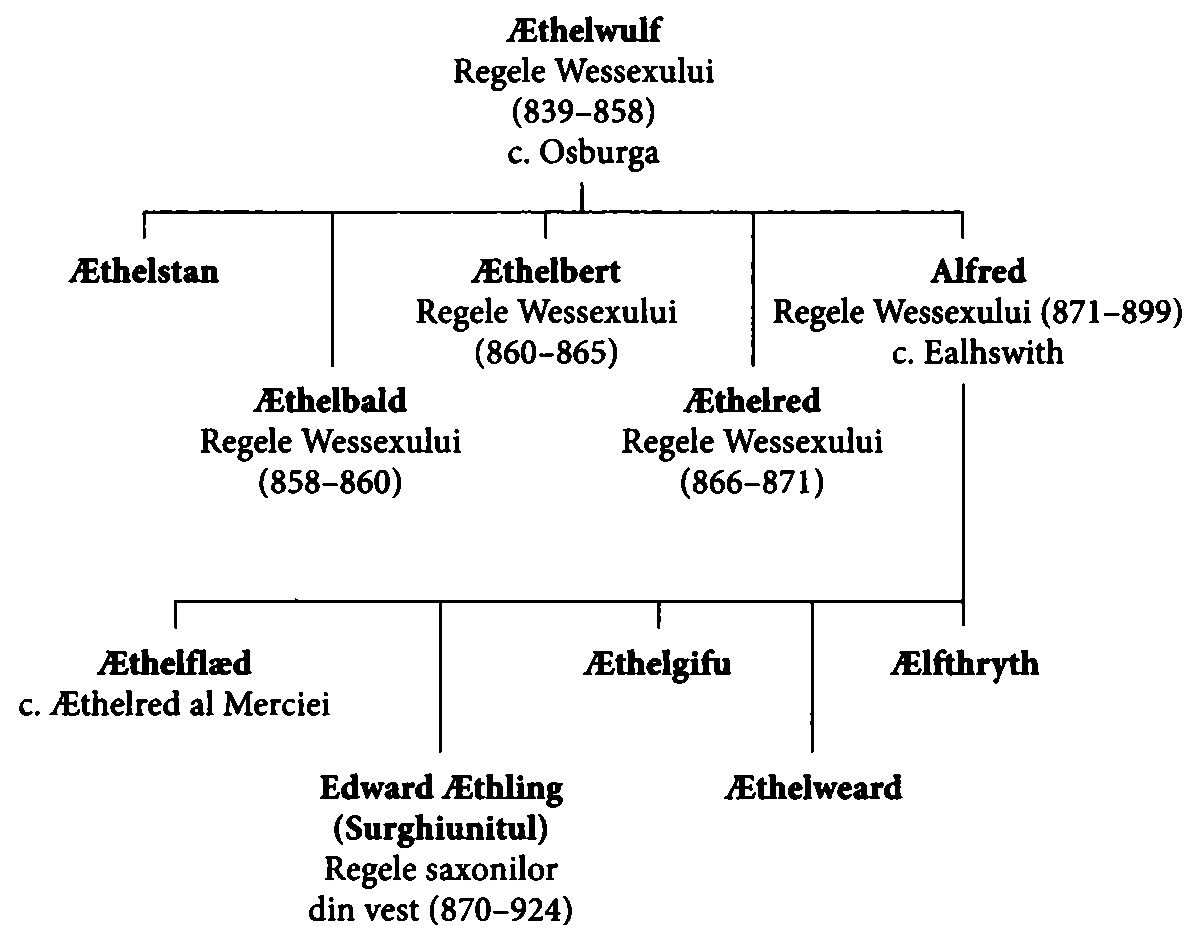 Æthelwulf
Regele Wessexului
(839–858)
c. Osburga
Æthelstan
Æthelbert
Regele Wessexului
(860–865)
Alfred
Regele Wessexului (871–899)
c. Ealhswith
Æthelbald
Regele Wessexului
(858–860)
Æthelred
Regele Wessexului
(866–871)
Æthelflæd
c. Æthelred al Merciei
Æthelgifu
Ælfthryth
Edward Æthling
(Surghiunitul)
Regele saxonilor
din vest (870–924)
Æthelweard